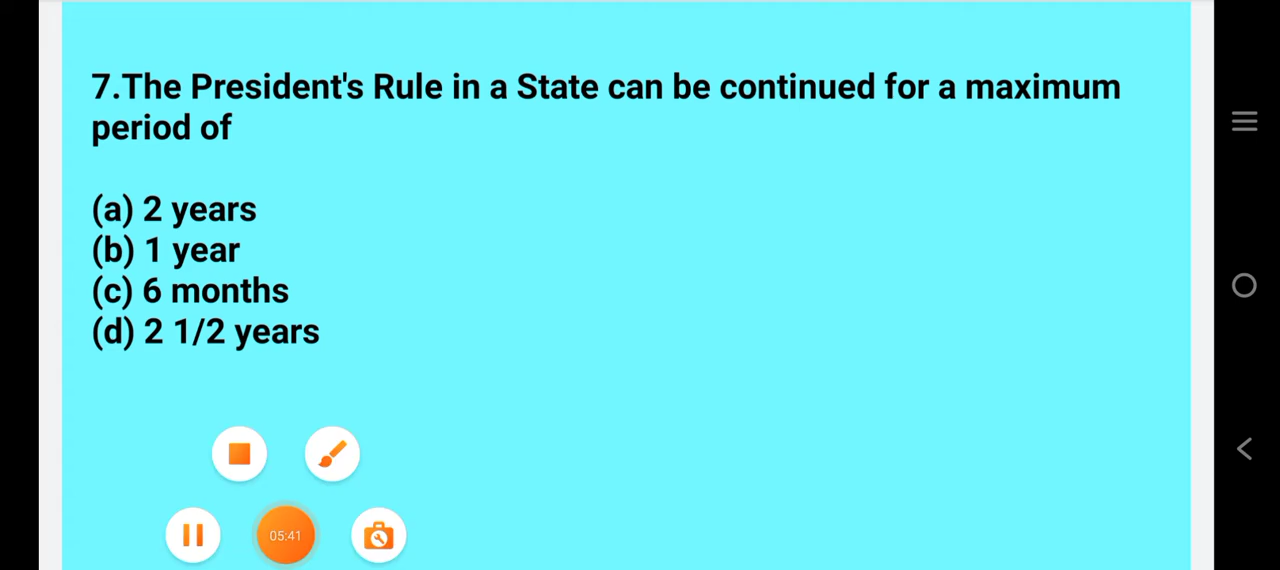 7.The President's Rule in a State can be continued for a maximum
period of
(a) 2 years
(b) 1 year
(c) 6 months
(d) 2 1/2 years
05:41